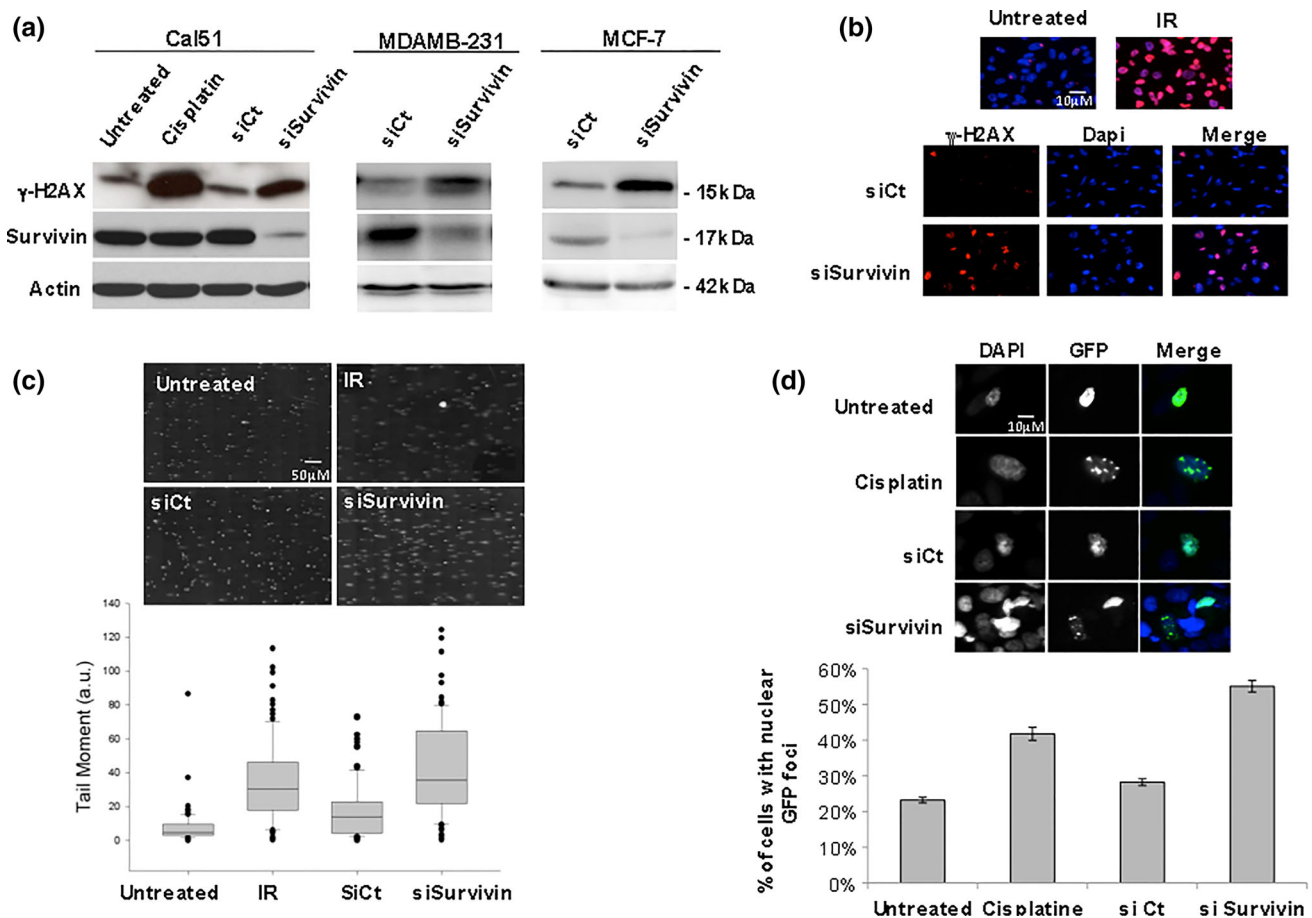 (a)
Cal51
MDAMB-231
MCF-7
Untreated
Cisplatin
siCt
siSurvivin
siCt
siSurvivin
siCt
siSurvivin
γ-H2AX
- 15kDa
Survivin
- 17kDa
Actin
- 42kDa
(b)
Untreated
IR
10µM
γ-H2AX
Dapi
Merge
siCt
siSurvivin
(c)
Untreated
IR
50µM
siCt
siSurvivin
Tail Moment (a.u.)
140
120
100
80
60
40
20
0
Untreated
IR
SiCt
siSurvivin
(d)
DAPI
GFP
Merge
Untreated
10µM
Cisplatin
siCt
siSurvivin
% of cells with nuclear
GFP foci
60%
50%
40%
30%
20%
10%
0%
Untreated
Cisplatine
si Ct
si Survivin